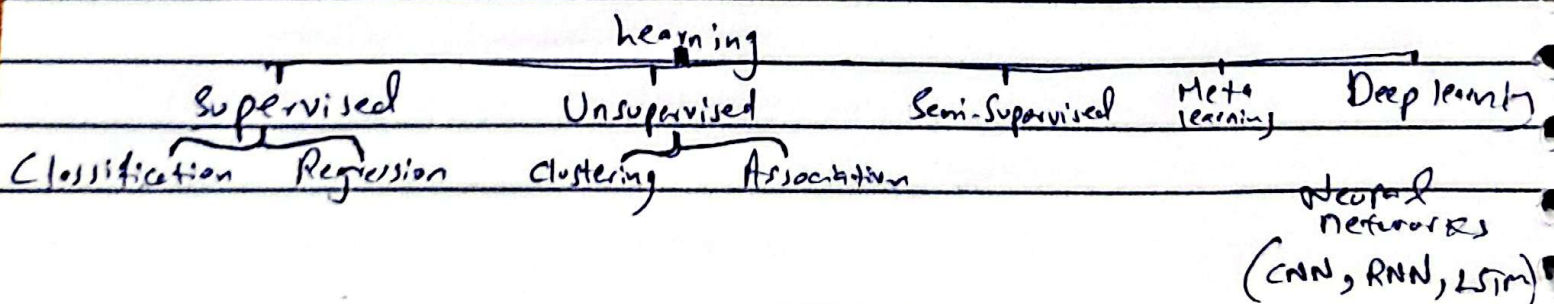 Learning
Supervised Unsupervised Semi-Supervised Meta learning Deep learning
Classification Regression Clustering Association
Neural
networks
(CNN, RNN, LSTM)